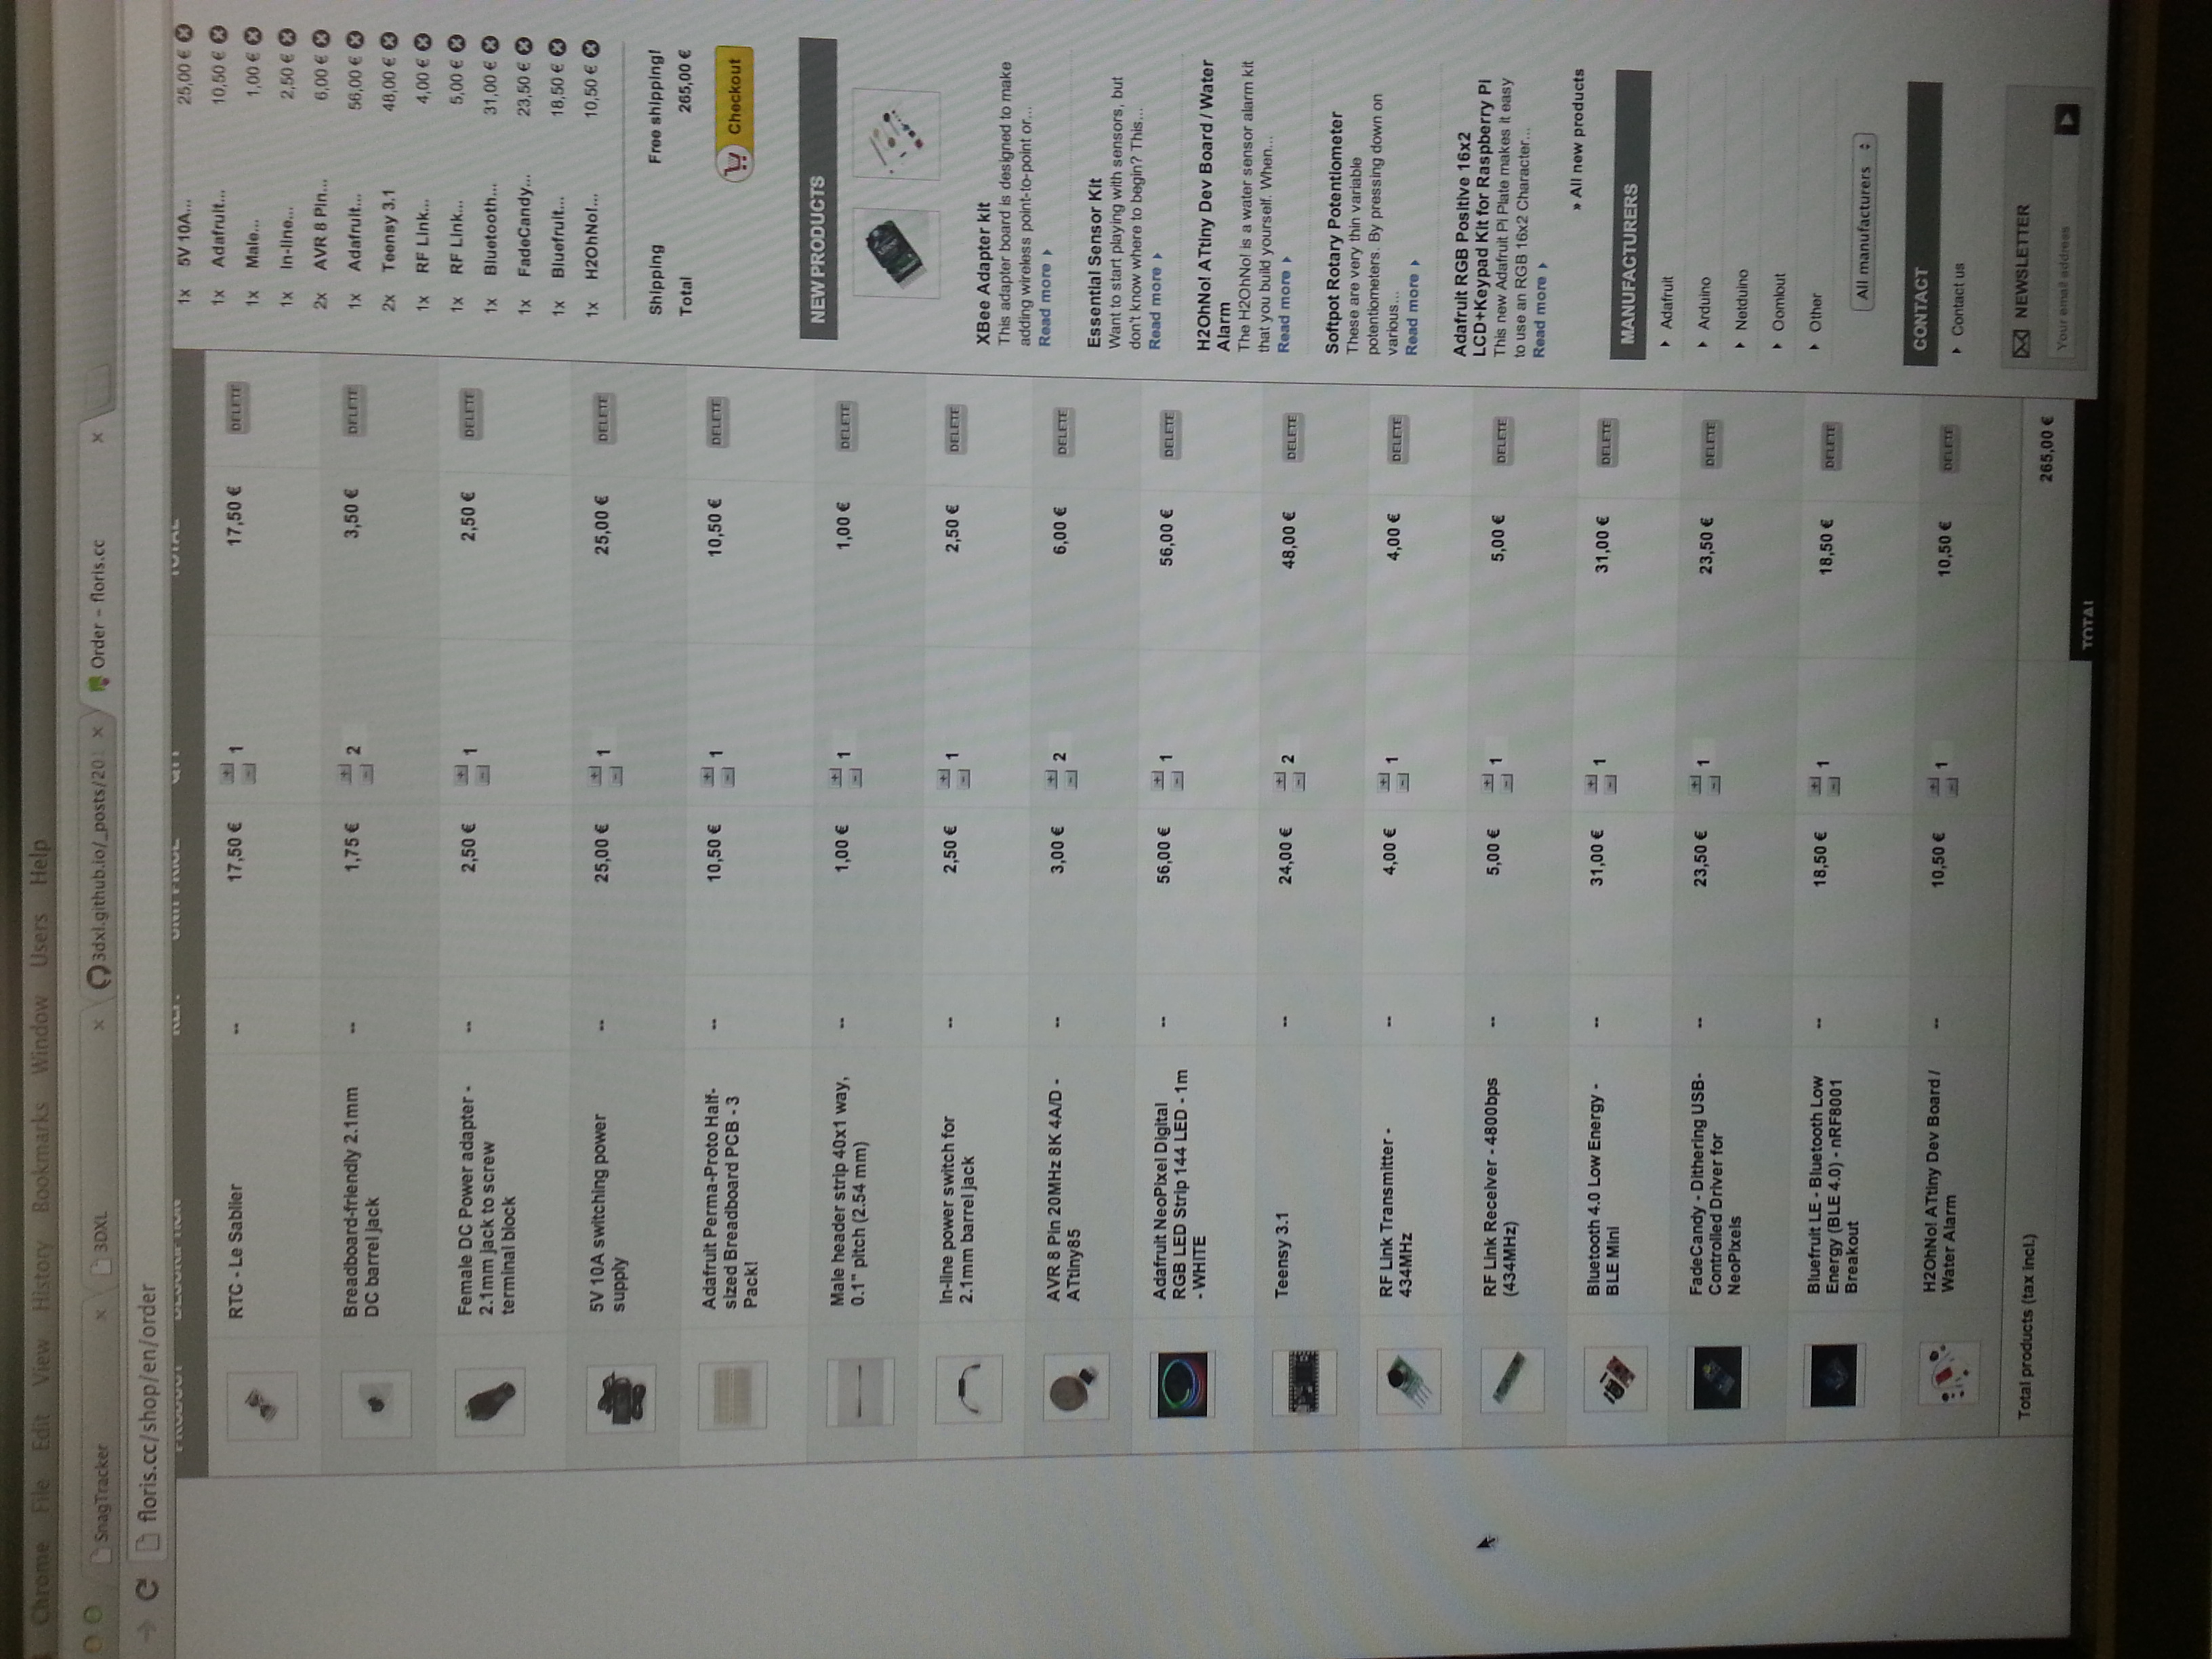 Chrome File Edit View History Bookmarks Window Users Help
SnagTracker
3DXL
3dxl.github.io/_posts/201
Order – floris.cc
floris.cc/shop/en/order
PRODUCT DESCRIPTION REF. UNIT PRICE QTY TOTAL
RTC - Le Sablier -- 17,50 € 1 17,50 € DELETE
Breadboard-friendly 2.1mm
DC barrel jack
-- 1,75 € 2 3,50 € DELETE
Female DC Power adapter -
2.1mm jack to screw
terminal block
-- 2,50 € 1 2,50 € DELETE
5V 10A switching power
supply
-- 25,00 € 1 25,00 € DELETE
Adafruit Perma-Proto Half-
sized Breadboard PCB - 3
Pack!
-- 10,50 € 1 10,50 € DELETE
Male header strip 40x1 way,
0.1" pitch (2.54 mm)
-- 1,00 € 1 1,00 € DELETE
In-line power switch for
2.1mm barrel jack
-- 2,50 € 1 2,50 € DELETE
AVR 8 Pin 20MHz 8K 4A/D -
ATtiny85
-- 3,00 € 2 6,00 € DELETE
Adafruit NeoPixel Digital
RGB LED Strip 144 LED - 1m
- WHITE
-- 56,00 € 1 56,00 € DELETE
Teensy 3.1 -- 24,00 € 2 48,00 € DELETE
RF Link Transmitter -
434MHz
-- 4,00 € 1 4,00 € DELETE
RF Link Receiver - 4800bps
(434MHz)
-- 5,00 € 1 5,00 € DELETE
Bluetooth 4.0 Low Energy -
BLE Mini
-- 31,00 € 1 31,00 € DELETE
FadeCandy - Dithering USB-
Controlled Driver for
NeoPixels
-- 23,50 € 1 23,50 € DELETE
Bluefruit LE - Bluetooth Low
Energy (BLE 4.0) - nRF8001
Breakout
-- 18,50 € 1 18,50 € DELETE
H2OhNo! ATtiny Dev Board /
Water Alarm
-- 10,50 € 1 10,50 € DELETE
Total products (tax incl.) 265,00 €
TOTAL
1x 5V 10A... 25,00 €
1x Adafruit... 10,50 €
1x Male... 1,00 €
1x In-line... 2,50 €
2x AVR 8 Pin... 6,00 €
1x Adafruit... 56,00 €
2x Teensy 3.1 48,00 €
1x RF Link... 4,00 €
1x RF Link... 5,00 €
1x Bluetooth... 31,00 €
1x FadeCandy... 23,50 €
1x Bluefruit... 18,50 €
1x H2OhNo!... 10,50 €
Shipping Free shipping!
Total 265,00 €
Checkout
NEW PRODUCTS
XBee Adapter kit
This adapter board is designed to make
adding wireless point-to-point or...
Read more
Essential Sensor Kit
Want to start playing with sensors, but
don't know where to begin? This...
Read more
H2OhNo! ATtiny Dev Board / Water
Alarm
The H2OhNo! is a water sensor alarm kit
that you build yourself. When...
Read more
Softpot Rotary Potentiometer
These are very thin variable
potentiometers. By pressing down on
various...
Read more
Adafruit RGB Positive 16x2
LCD+Keypad Kit for Raspberry Pi
This new Adafruit Pi Plate makes it easy
to use an RGB 16x2 Character...
Read more
» All new products
MANUFACTURERS
Adafruit
Arduino
Netduino
Oomlout
Other
All manufacturers
CONTACT
Contact us
NEWSLETTER
Your email address